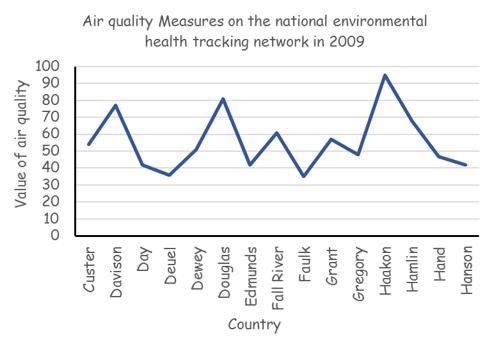 Air quality Measures on the national environmental
health tracking network in 2009
Value of air quality
100
90
80
70
60
50
40
30
20
10
0
Custer
Davison
Day
Deuel
Dewey
Douglas
Edmunds
Fall River
Faulk
Grant
Gregory
Haakon
Hamlin
Hand
Hanson
Country